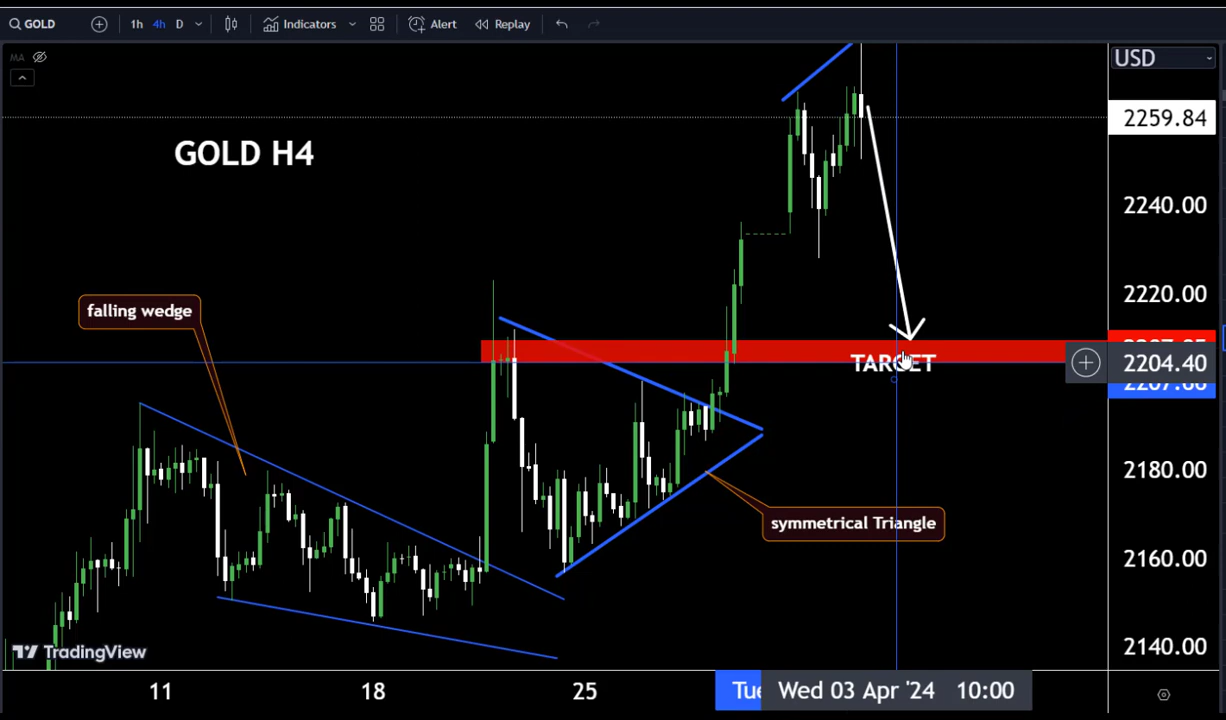 GOLD 1h 4h D Indicators Alert Replay
MA
USD
2259.84
GOLD H4
2240.00
2220.00
falling wedge
TARGET
2204.40
2180.00
symmetrical Triangle
2160.00
2140.00
TradingView
11 18 25 Tue Wed 03 Apr '24 10:00